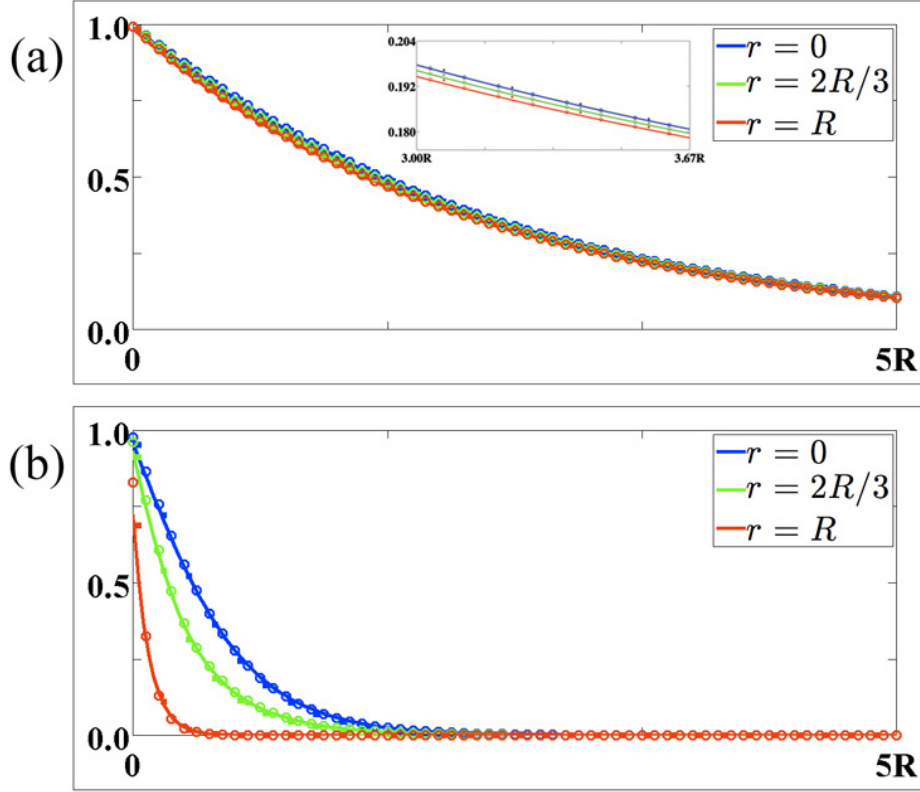 (a)
1.0
0.5
0.0
0
5R
0.204
0.192
0.180
3.00R
3.67R
r = 0
r = 2R/3
r = R
(b)
1.0
0.5
0.0
0
5R
r = 0
r = 2R/3
r = R